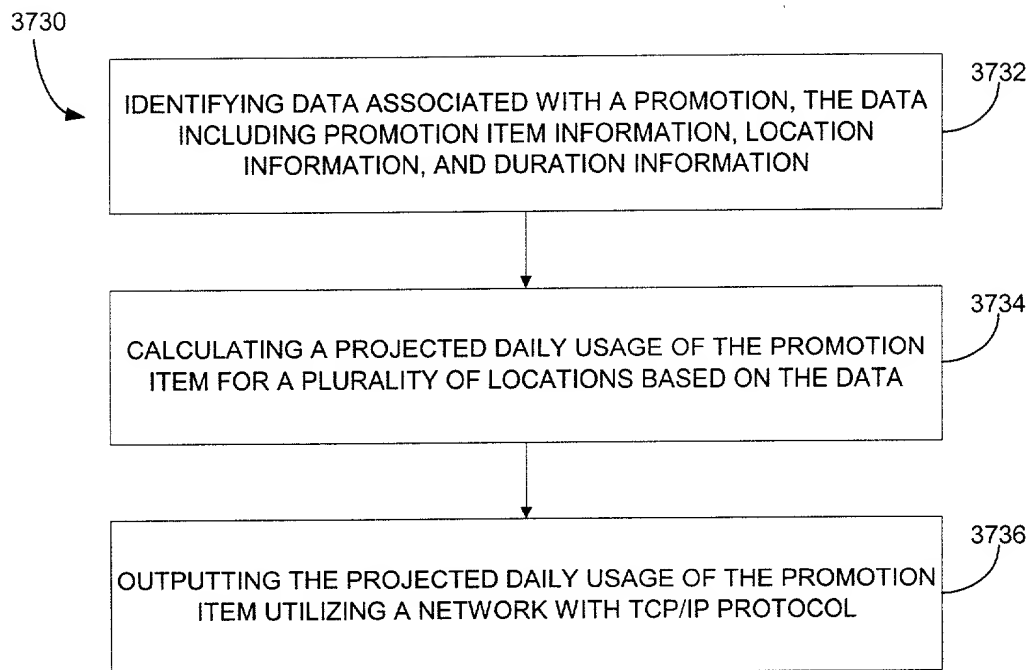 3730
3732
IDENTIFYING DATA ASSOCIATED WITH A PROMOTION, THE DATA
INCLUDING PROMOTION ITEM INFORMATION, LOCATION
INFORMATION, AND DURATION INFORMATION
3734
CALCULATING A PROJECTED DAILY USAGE OF THE PROMOTION
ITEM FOR A PLURALITY OF LOCATIONS BASED ON THE DATA
3736
OUTPUTTING THE PROJECTED DAILY USAGE OF THE PROMOTION
ITEM UTILIZING A NETWORK WITH TCP/IP PROTOCOL